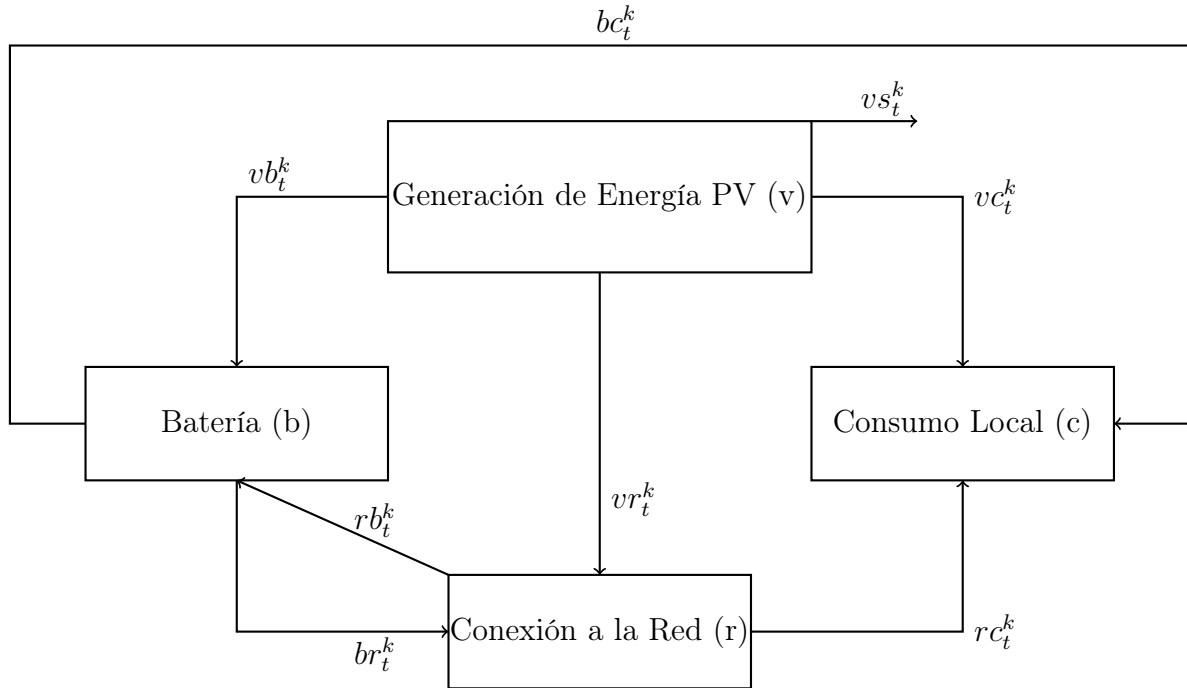 $bc_t^k$
$vs_t^k$
$vb_t^k$
Generación de Energía PV (v)
$vc_t^k$
Batería (b)
Consumo Local (c)
$rb_t^k$
$vr_t^k$
$br_t^k$
Conexión a la Red (r)
$rc_t^k$